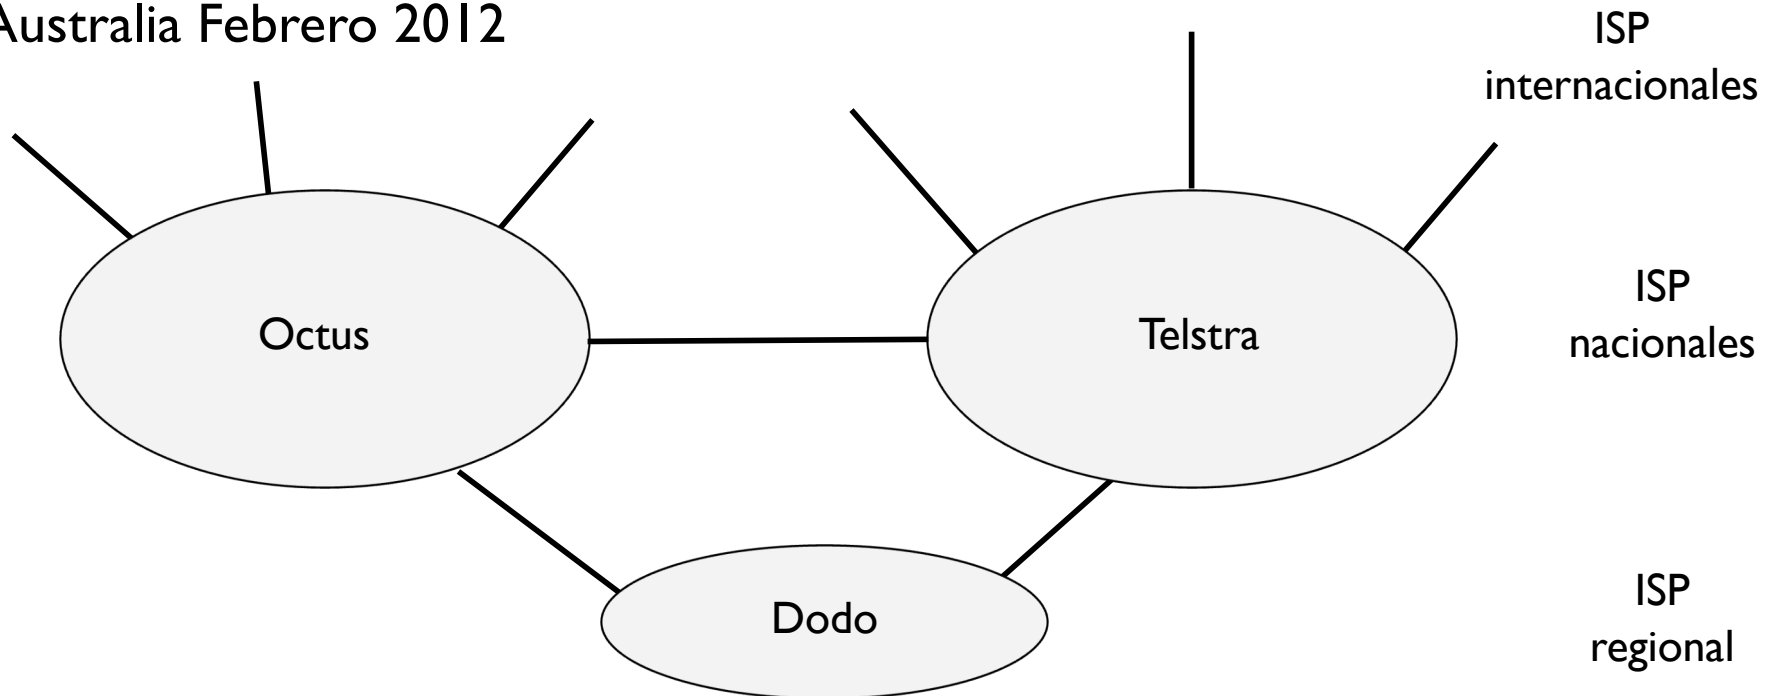 Australia Febrero 2012
ISP
internacionales
Octus
Telstra
ISP
nacionales
Dodo
ISP
regional